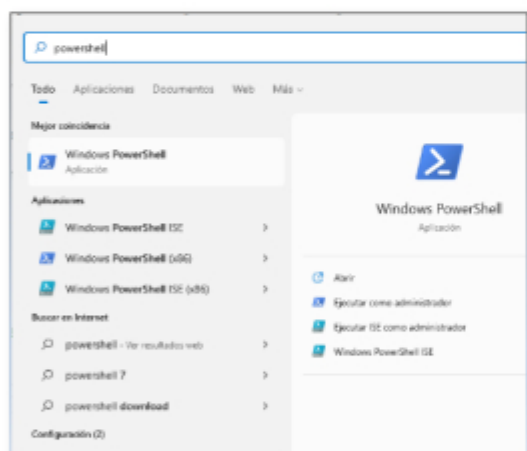 powershell
Todo Aplicaciones Documentos Web Más
Mejor coincidencia
Windows PowerShell
Aplicación
Aplicaciones
Windows PowerShell ISE
Windows PowerShell (x86)
Windows PowerShell ISE (x86)
Buscar en Internet
powershell - Ver resultados web
powershell 7
powershell download
Configuración (2)
Windows PowerShell
Aplicación
Abrir
Ejecutar como administrador
Ejecutar ISE como administrador
Windows PowerShell ISE